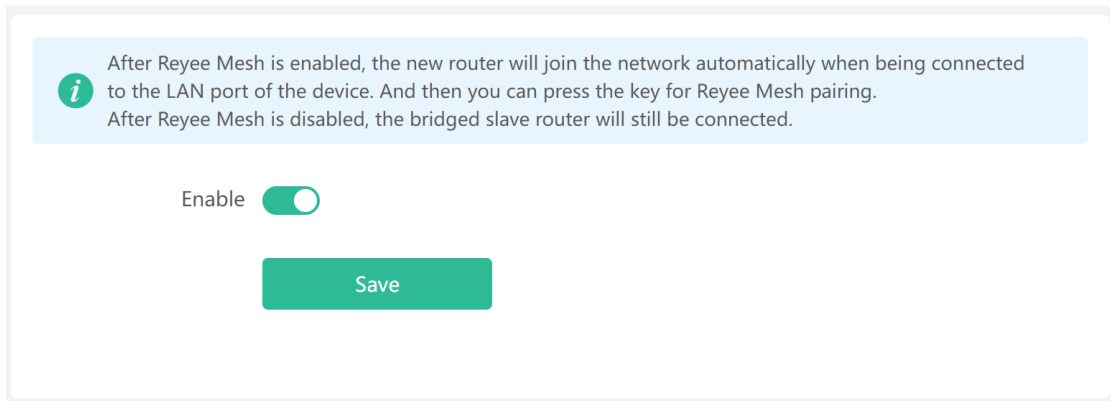 After Reyee Mesh is enabled, the new router will join the network automatically when being connected
to the LAN port of the device. And then you can press the key for Reyee Mesh pairing.
After Reyee Mesh is disabled, the bridged slave router will still be connected.
Enable
Save